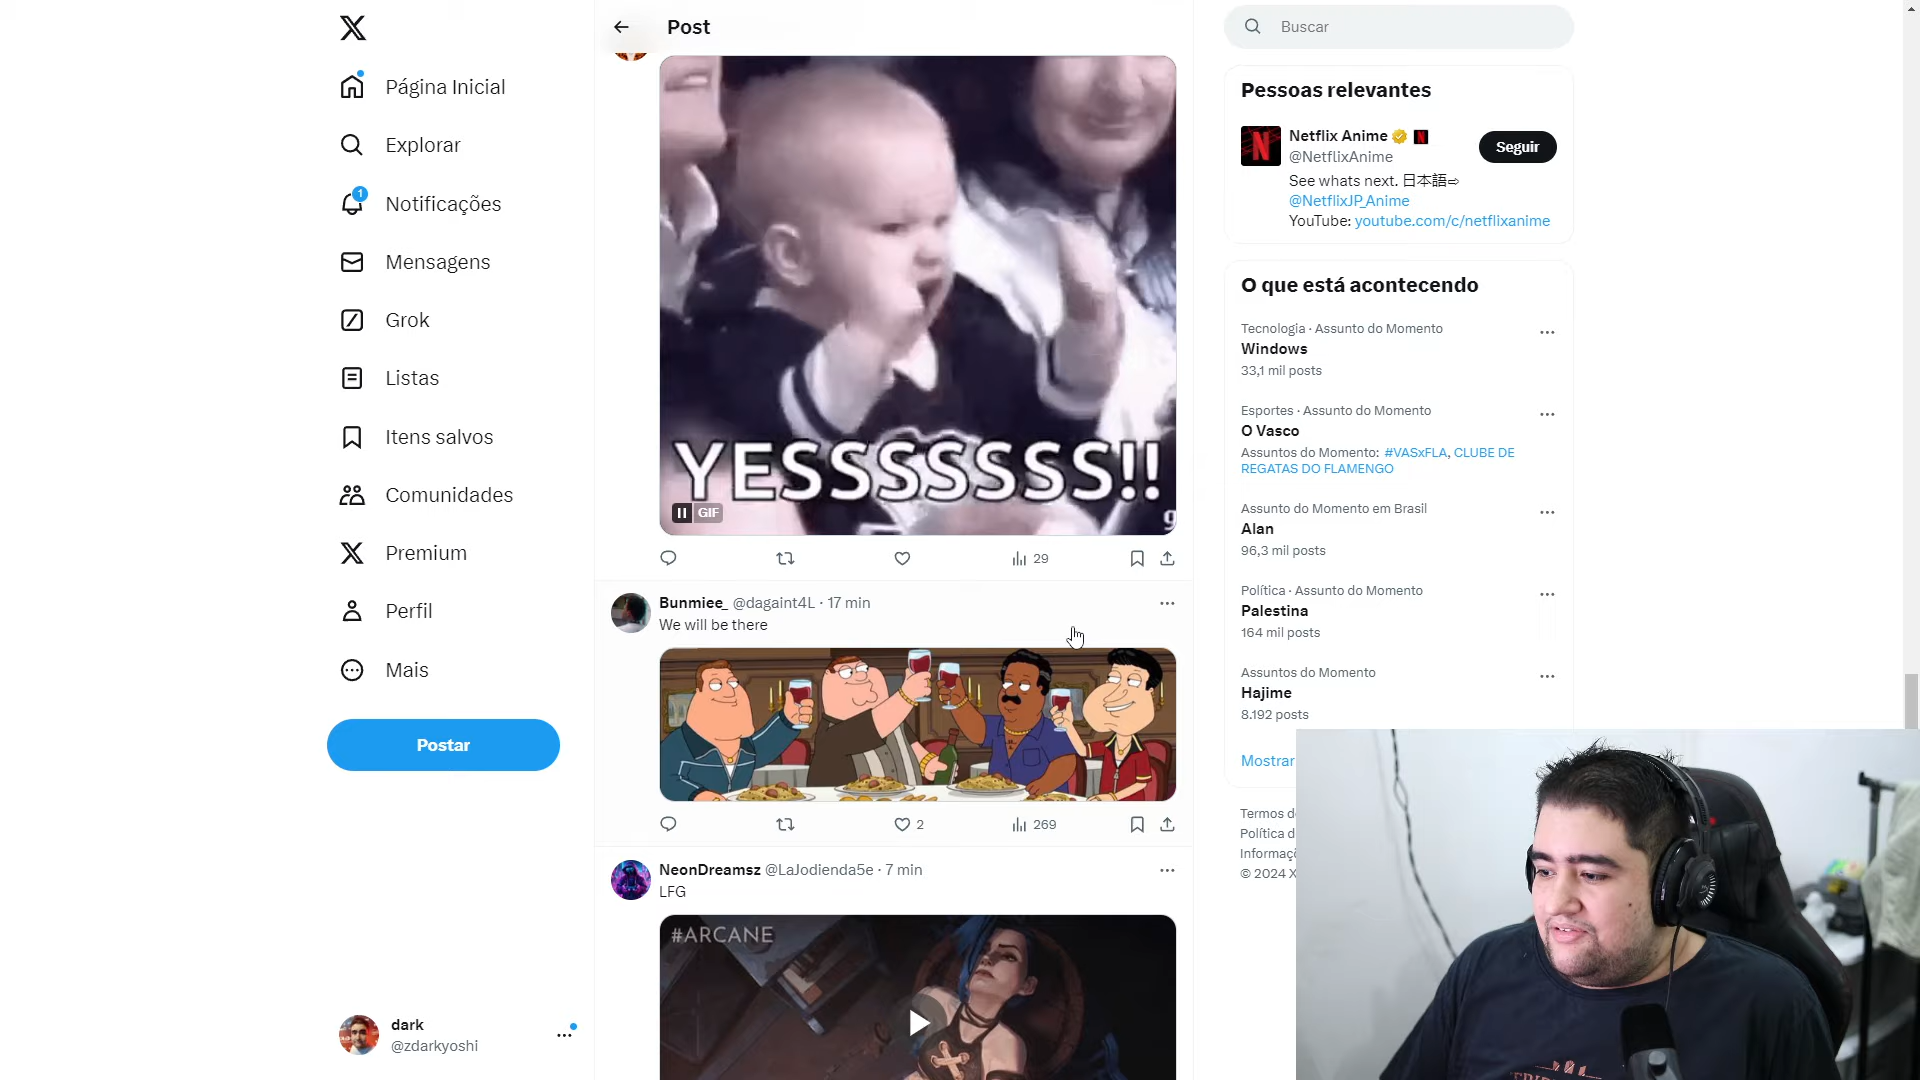 Post
Buscar
Página Inicial
Explorar
1
Notificações
Mensagens
Grok
Listas
Itens salvos
Comunidades
Premium
Perfil
Mais
Postar
dark
@zdarkyoshi
YESSSSSSSS!!
GIF
29
Bunmiee_ @dagaint4L · 17 min
We will be there
2
269
NeonDreamsz @LaJodienda5e · 7 min
LFG
#ARCANE
Pessoas relevantes
Netflix Anime
@NetflixAnime
Seguir
See whats next. 日本語⇨
@NetflixJP_Anime
YouTube: youtube.com/c/netflixanime
O que está acontecendo
Tecnologia · Assunto do Momento
Windows
33,1 mil posts
Esportes · Assunto do Momento
O Vasco
Assuntos do Momento: #VASxFLA, CLUBE DE
REGATAS DO FLAMENGO
Assunto do Momento em Brasil
Alan
96,3 mil posts
Política · Assunto do Momento
Palestina
164 mil posts
Assuntos do Momento
Hajime
8.192 posts
Mostrar
Termos d
Política d
Informaç
© 2024 X